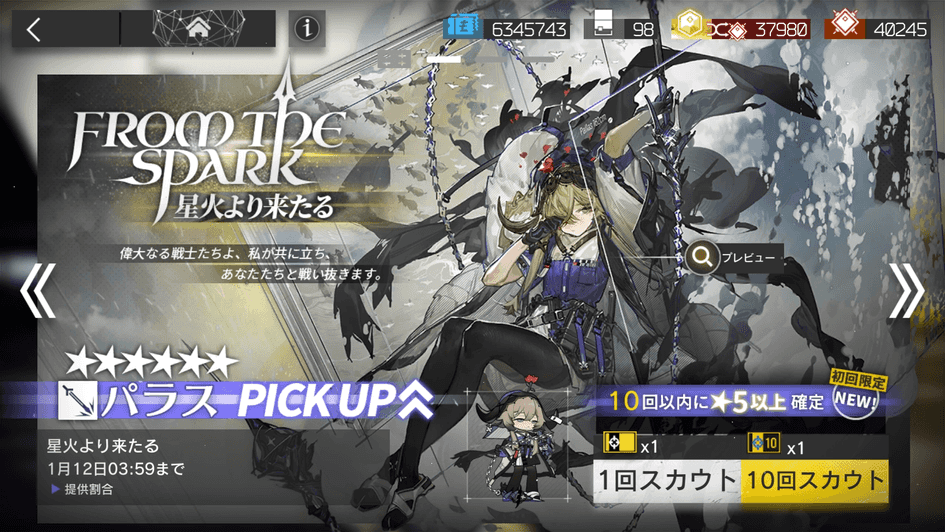 6345743
98
37980
40245
FROM THE
SPARK
星火より来たる
偉大なる戦士たちよ、私が共に立ち、
あなたたちと戦い抜きます。
プレビュー
パラス PICK UP
初回限定
NEW!
10回以内に★5以上確定
星火より来たる
1月12日03:59まで
提供割合
x1
10
x1
1回スカウト
10回スカウト